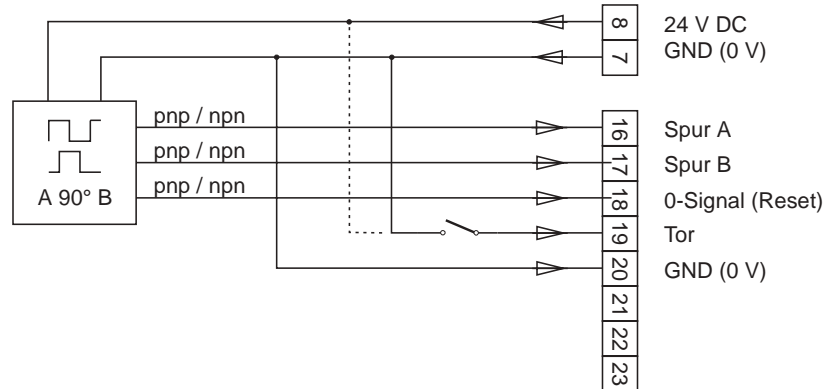 8 24 V DC
7 GND (0 V)
pnp / npn 16 Spur A
pnp / npn 17 Spur B
A 90° B pnp / npn 18 0-Signal (Reset)
19 Tor
20 GND (0 V)
21
22
23